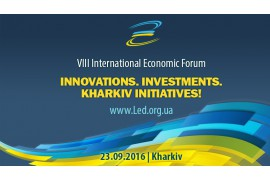 VIII International Economic Forum
INNOVATIONS. INVESTMENTS.
KHARKIV INITIATIVES!
www.Led.org.ua
23.09.2016 | Kharkiv